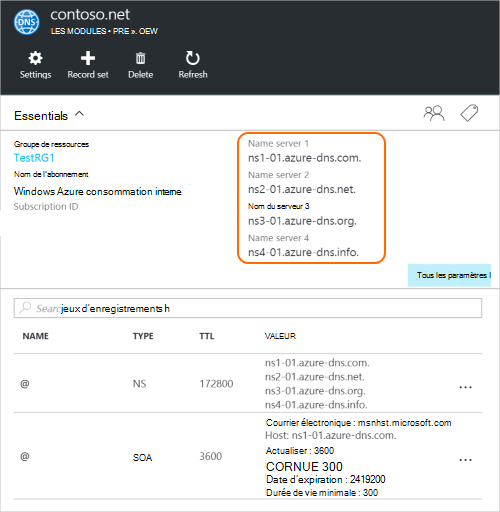 DNS
contoso.net
LES MODULES • PRE ». OEW
Settings
Record set
Delete
Refresh
Essentials
Groupe de ressources
TestRG1
Nom de l'abonnement
Windows Azure consommation interne
Subscription ID
Name server 1
ns1-01.azure-dns.com.
Name server 2
ns2-01.azure-dns.net.
Nom du serveur 3
ns3-01.azure-dns.org.
Name server 4
ns4-01.azure-dns.info.
Tous les paramètres l
Searc jeux d'enregistrements h
NAME TYPE TTL VALEUR
@ NS 172800
ns1-01.azure-dns.com.
ns2-01.azure-dns.net.
ns3-01.azure-dns.org.
ns4-01.azure-dns.info.
@ SOA 3600
Courrier électronique : msnhst.microsoft.com
Host: ns1-01.azure-dns.com.
Actualiser : 3600
CORNUE 300
Date d'expiration : 2419200
Durée de vie minimale : 300